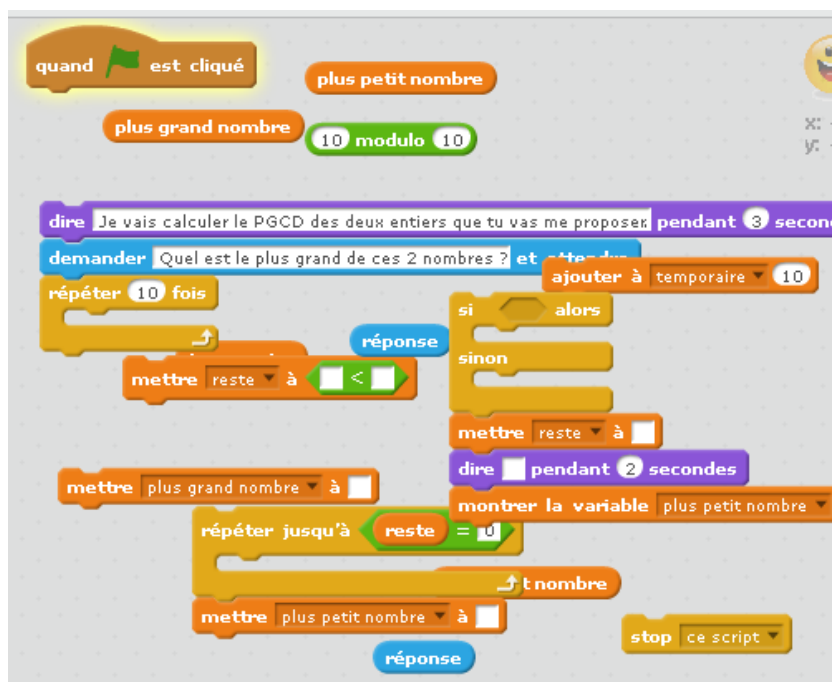 quand est cliqué
plus petit nombre
plus grand nombre
10 modulo 10
x:
y:
dire Je vais calculer le PGCD des deux entiers que tu vas me proposer. pendant 3 secon
demander Quel est le plus grand de ces 2 nombres ? et attendre
ajouter à temporaire 10
répéter 10 fois
si alors
réponse
sinon
mettre reste à <
mettre reste à
dire pendant 2 secondes
mettre plus grand nombre à
montrer la variable plus petit nombre
répéter jusqu'à reste = 0
t nombre
mettre plus petit nombre à
stop ce script
réponse